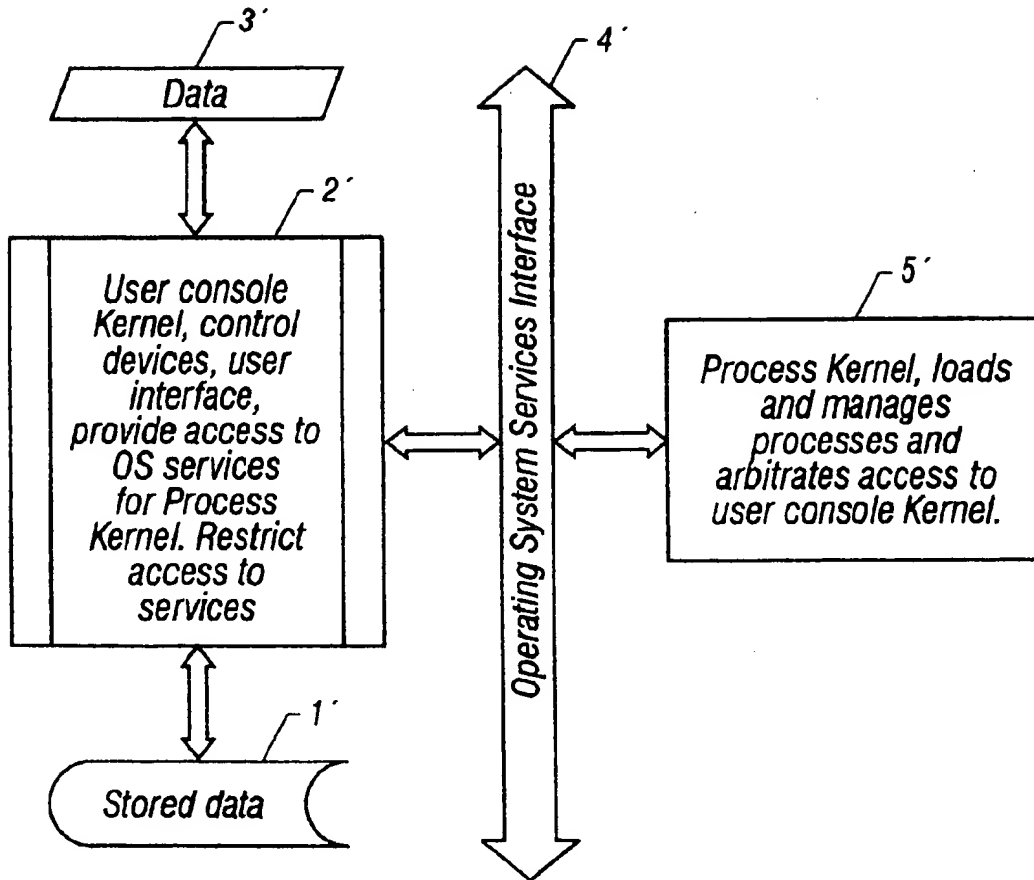 3´
Data
2´
User console
Kernel, control
devices, user
interface,
provide access to
OS services
for Process
Kernel. Restrict
access to
services
1´
Stored data
4´
Operating System Services Interface
5´
Process Kernel, loads
and manages
processes and
arbitrates access to
user console Kernel.